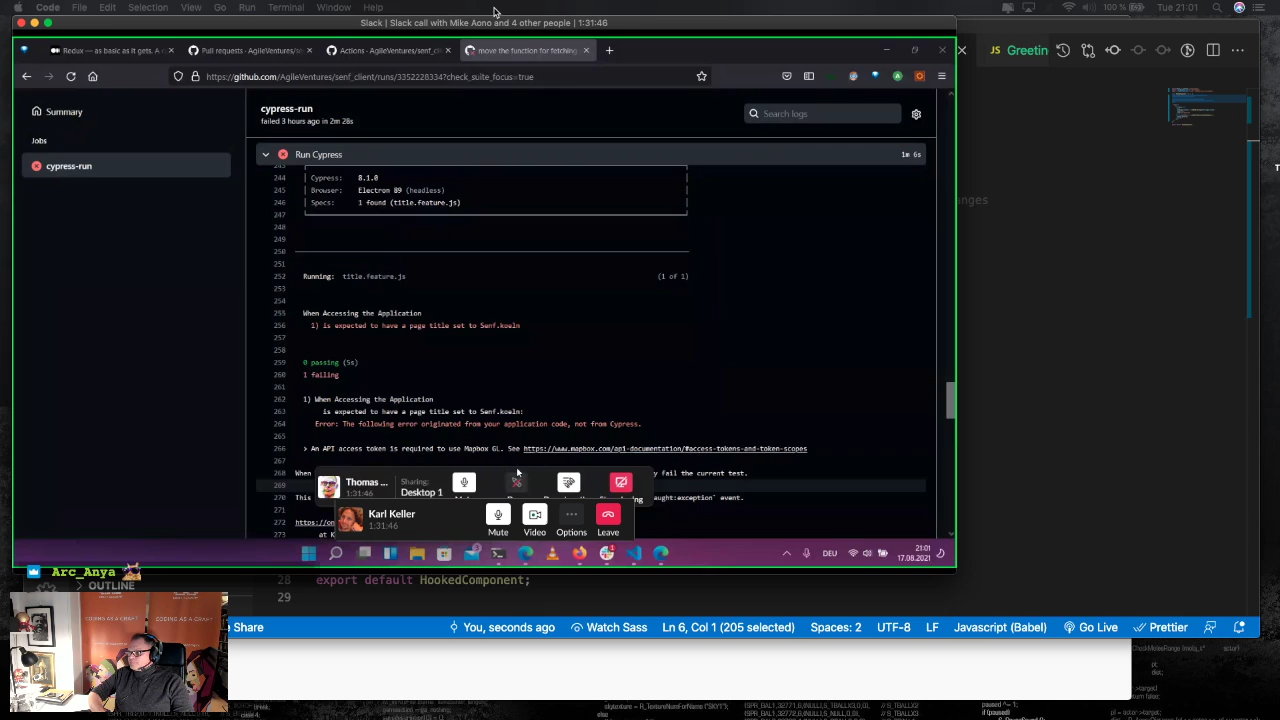 Code File Edit Selection View Go Run Terminal Window Help 100 % Tue 21:01
Slack | Slack call with Mike Aono and 4 other people | 1:31:46
Redux — as basic as it gets. A c Pull requests - AgileVentures/se Actions - AgileVentures/senf_cl move the function for fetching
JS Greetin
https://github.com/AgileVentures/senf_client/runs/3352228334?check_suite_focus=true
Summary
Jobs
cypress-run
cypress-run
failed 3 hours ago in 2m 28s
Search logs
Run Cypress 1m 6s
243
244 Cypress: 8.1.0
245 Browser: Electron 89 (headless)
246 Specs: 1 found (title.feature.js)
247
248
249
250
251
252 Running: title.feature.js (1 of 1)
253
254
255 When Accessing the Application
256 1) is expected to have a page title set to Senf.koeln
257
258
259 0 passing (5s)
260 1 failing
261
262 1) When Accessing the Application
263 is expected to have a page title set to Senf.koeln:
264 Error: The following error originated from your application code, not from Cypress.
265
266 > An API access token is required to use Mapbox GL. See https://www.mapbox.com/api-documentation/#access-tokens-and-token-scopes
268 When
y fail the current test.
269
270 This
aught:exception` event.
272 https://on
273 at K
anges
Thomas ...
1:31:46
Sharing:
Desktop 1
Karl Keller
1:31:46
Mute Video Options Leave
DEU 21:01
17.08.2021
Arc_Anya
OUTLINE
28 export default HookedComponent;
29
Share You, seconds ago Watch Sass Ln 6, Col 1 (205 selected) Spaces: 2 UTF-8 LF Javascript (Babel) Go Live Prettier
CODING AS A CRAFT